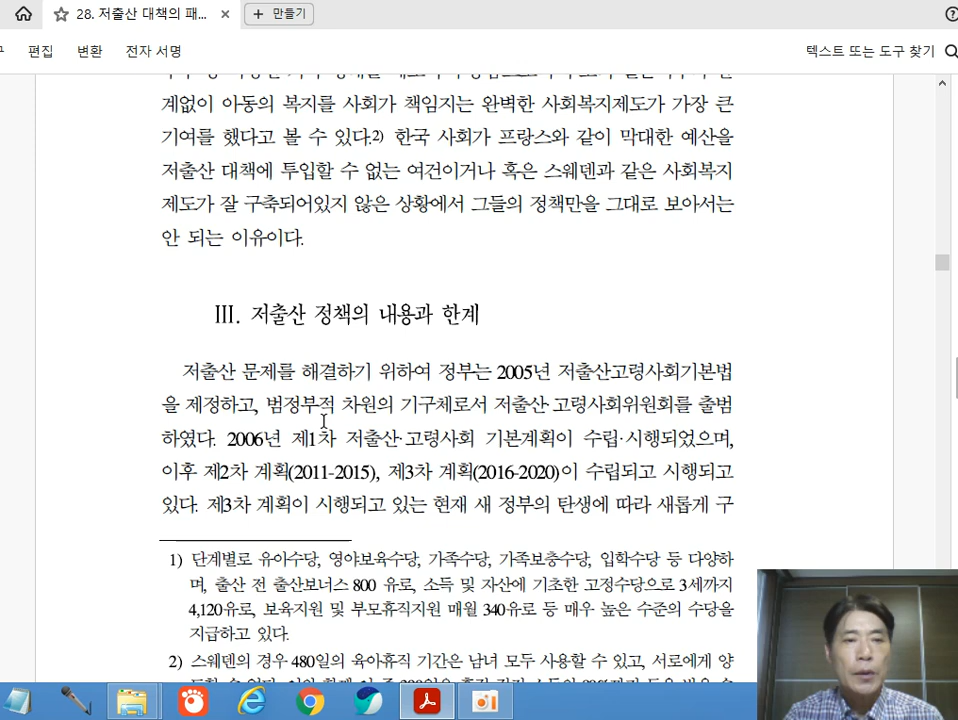 28. 저출산 대책의 패...
만들기
편집 변환 전자 서명 텍스트 또는 도구 찾기
계없이 아동의 복지를 사회가 책임지는 완벽한 사회복지제도가 가장 큰
기여를 했다고 볼 수 있다.2) 한국 사회가 프랑스와 같이 막대한 예산을
저출산 대책에 투입할 수 없는 여건이거나 혹은 스웨덴과 같은 사회복지
제도가 잘 구축되어있지 않은 상황에서 그들의 정책만을 그대로 보아서는
안 되는 이유이다.
III. 저출산 정책의 내용과 한계
저출산 문제를 해결하기 위하여 정부는 2005년 저출산고령사회기본법
을 제정하고, 범정부적 차원의 기구체로서 저출산·고령사회위원회를 출범
하였다. 2006년 제1차 저출산·고령사회 기본계획이 수립·시행되었으며,
이후 제2차 계획(2011-2015), 제3차 계획(2016-2020)이 수립되고 시행되고
있다. 제3차 계획이 시행되고 있는 현재 새 정부의 탄생에 따라 새롭게 구
1) 단계별로 유아수당, 영아보육수당, 가족수당, 가족보충수당, 입학수당 등 다양하
며, 출산 전 출산보너스 800 유로, 소득 및 자산에 기초한 고정수당으로 3세까지
4,120유로, 보육지원 및 부모휴직지원 매월 340유로 등 매우 높은 수준의 수당을
지급하고 있다.
2) 스웨덴의 경우 480일의 육아휴직 기간은 남녀 모두 사용할 수 있고, 서로에게 양